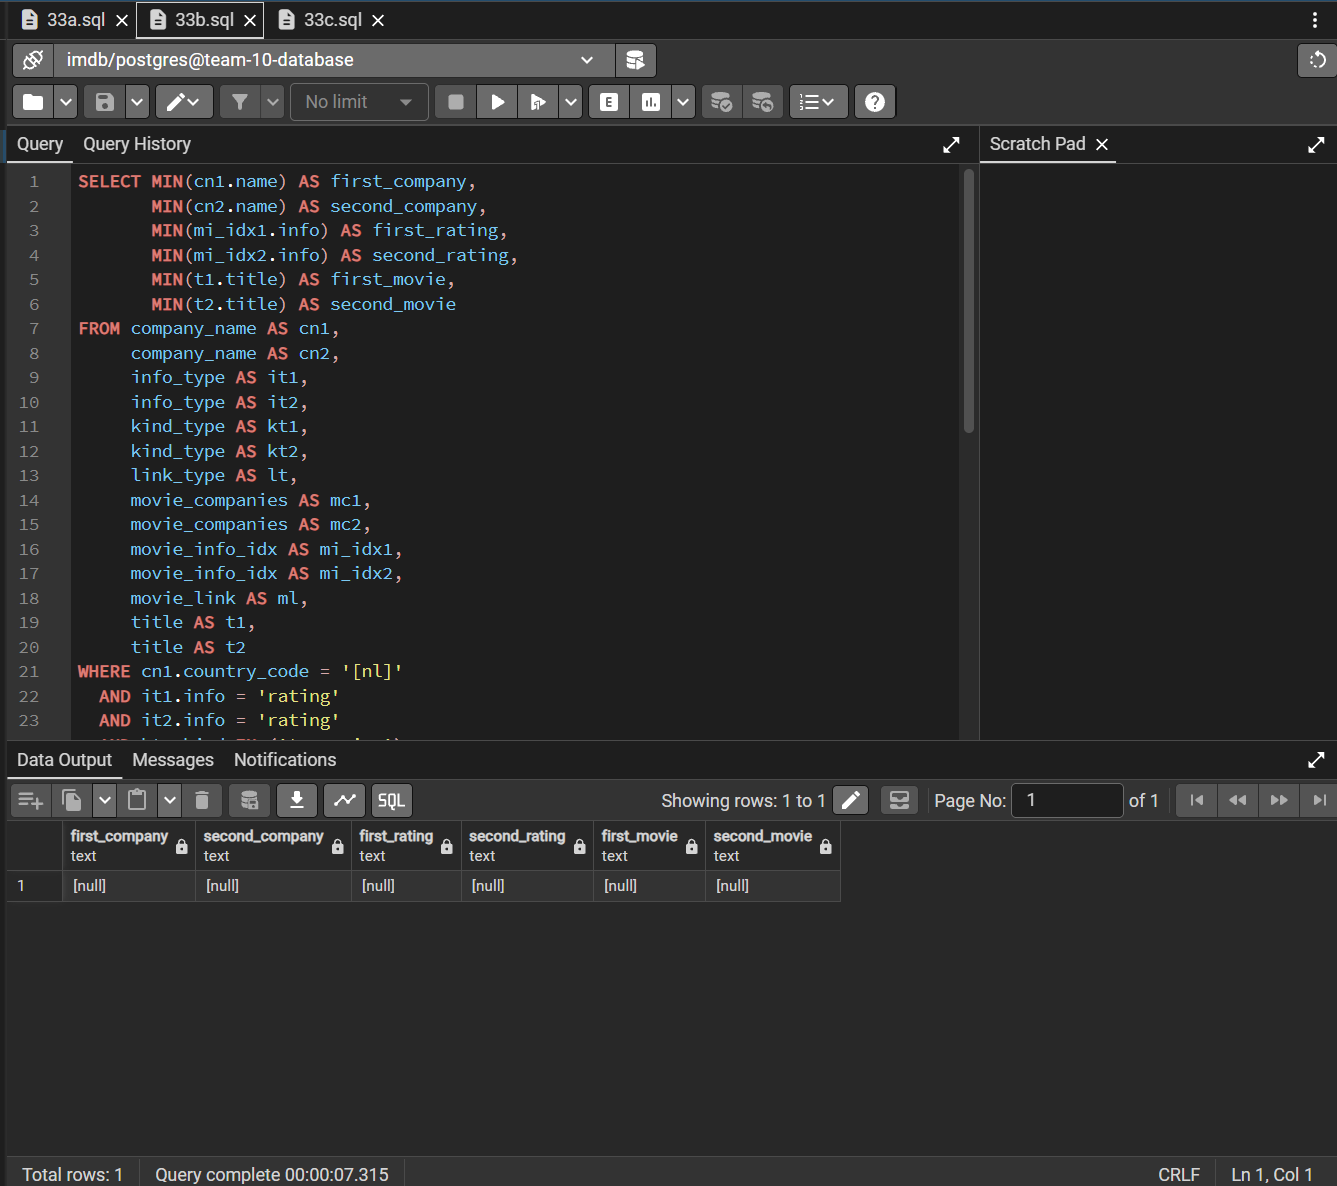 33a.sql
33b.sql
33c.sql
imdb/postgres@team-10-database
No limit
E
SQL
Query
Query History
Scratch Pad
1 SELECT MIN(cn1.name) AS first_company,
2 MIN(cn2.name) AS second_company,
3 MIN(mi_idx1.info) AS first_rating,
4 MIN(mi_idx2.info) AS second_rating,
5 MIN(t1.title) AS first_movie,
6 MIN(t2.title) AS second_movie
7 FROM company_name AS cn1,
8 company_name AS cn2,
9 info_type AS it1,
10 info_type AS it2,
11 kind_type AS kt1,
12 kind_type AS kt2,
13 link_type AS lt,
14 movie_companies AS mc1,
15 movie_companies AS mc2,
16 movie_info_idx AS mi_idx1,
17 movie_info_idx AS mi_idx2,
18 movie_link AS ml,
19 title AS t1,
20 title AS t2
21 WHERE cn1.country_code = '[nl]'
22 AND it1.info = 'rating'
23 AND it2.info = 'rating'
Data Output
Messages
Notifications
Showing rows: 1 to 1
Page No: 1 of 1
first_company text
second_company text
first_rating text
second_rating text
first_movie text
second_movie text
1 [null] [null] [null] [null] [null] [null]
Total rows: 1
Query complete 00:00:07.315
CRLF
Ln 1, Col 1